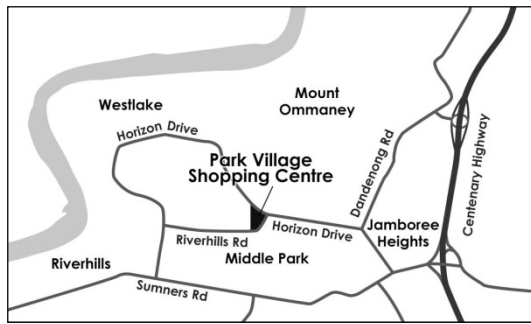 Westlake
Mount
Ommaney
Horizon Drive
Park Village
Shopping Centre
Dandenong Rd
Centenary Highway
Riverhills Rd
Horizon Drive
Jamboree
Heights
Middle Park
Riverhills
Sumners Rd